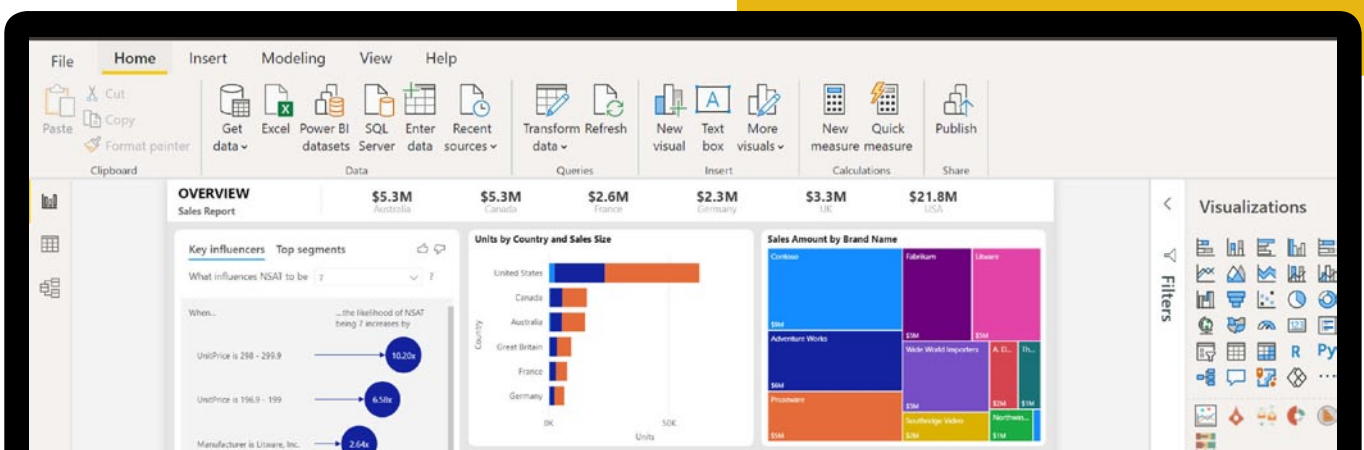 File Home Insert Modeling View Help
Paste
Cut
Copy
Format painter
Get data
Excel
Power BI datasets
SQL Server
Enter data
Recent sources
Transform data
Refresh
New visual
Text box
More visuals
New measure
Quick measure
Publish
Clipboard
Data
Queries
Insert
Calculations
Share
OVERVIEW
Sales Report
$5.3M
Australia
$5.3M
Canada
$2.6M
France
$2.3M
Germany
$3.3M
UK
$21.8M
USA
Key influencers Top segments
What influences NSAT to be 7 ?
When...
...the likelihood of NSAT
being 7 increases by
UnitPrice is 298 - 299.9
10.20x
UnitPrice is 196.9 - 199
6.58x
Manufacturer is Litware, Inc.
2.64x
Units by Country and Sales Size
Country
United States
Canada
Australia
Great Britain
France
Germany
0K 50K
Units
Sales Amount by Brand Name
Contoso
$9M
Adventure Works
$6M
Proseware
$5M
Fabrikam
$5M
Litware
$5M
Wide World Importers
$3M
A. D...
$2M
Th...
$1M
Southridge Video
$2M
Northwin...
$1M
Filters
Visualizations
123
R Py
...